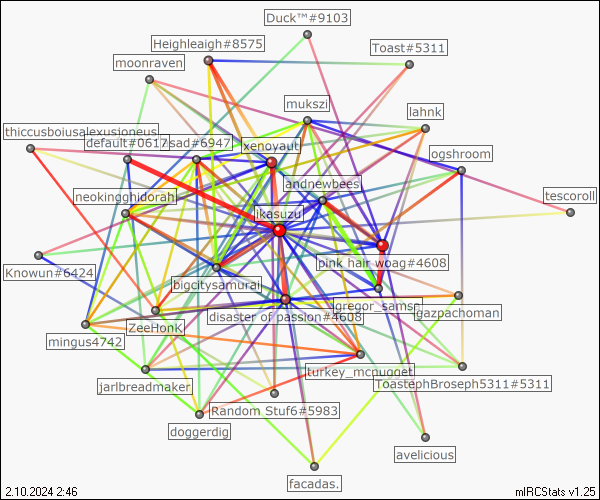 Duck™#9103
Heighleaigh#8575
Toast#5311
moonraven
mukszi
lahnk
thiccusboiusalexusioneus
default#0617
sad#6947
xenoyaut
ogshroom
andnewbees
neokingghidorah
tescoroll
ikasuzu
Knowun#6424
pink hair woag#4608
bigcitysamurai
gregor_samsa
gazpachoman
disaster of passion#4608
ZeeHonK
mingus4742
turkey_mcnugget
ToastephBroseph5311#5311
jarlbreadmaker
Random Stuf6#5983
doggerdig
avelicious
facadas.
2.10.2024 2:46
mIRCStats v1.25